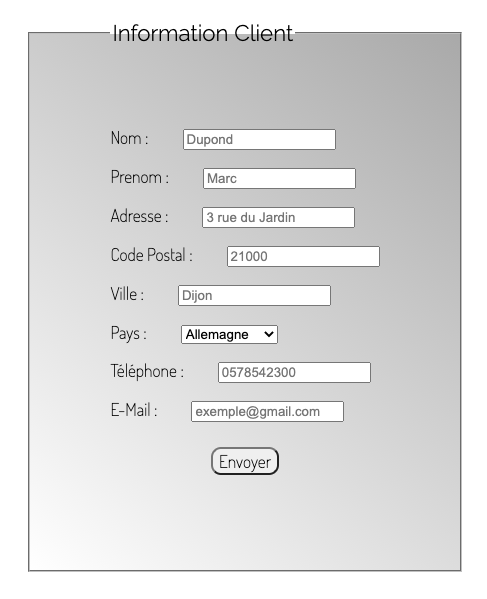 Information Client
Nom : Dupond
Prenom : Marc
Adresse : 3 rue du Jardin
Code Postal : 21000
Ville : Dijon
Pays : Allemagne
Téléphone : 0578542300
E-Mail : exemple@gmail.com
Envoyer